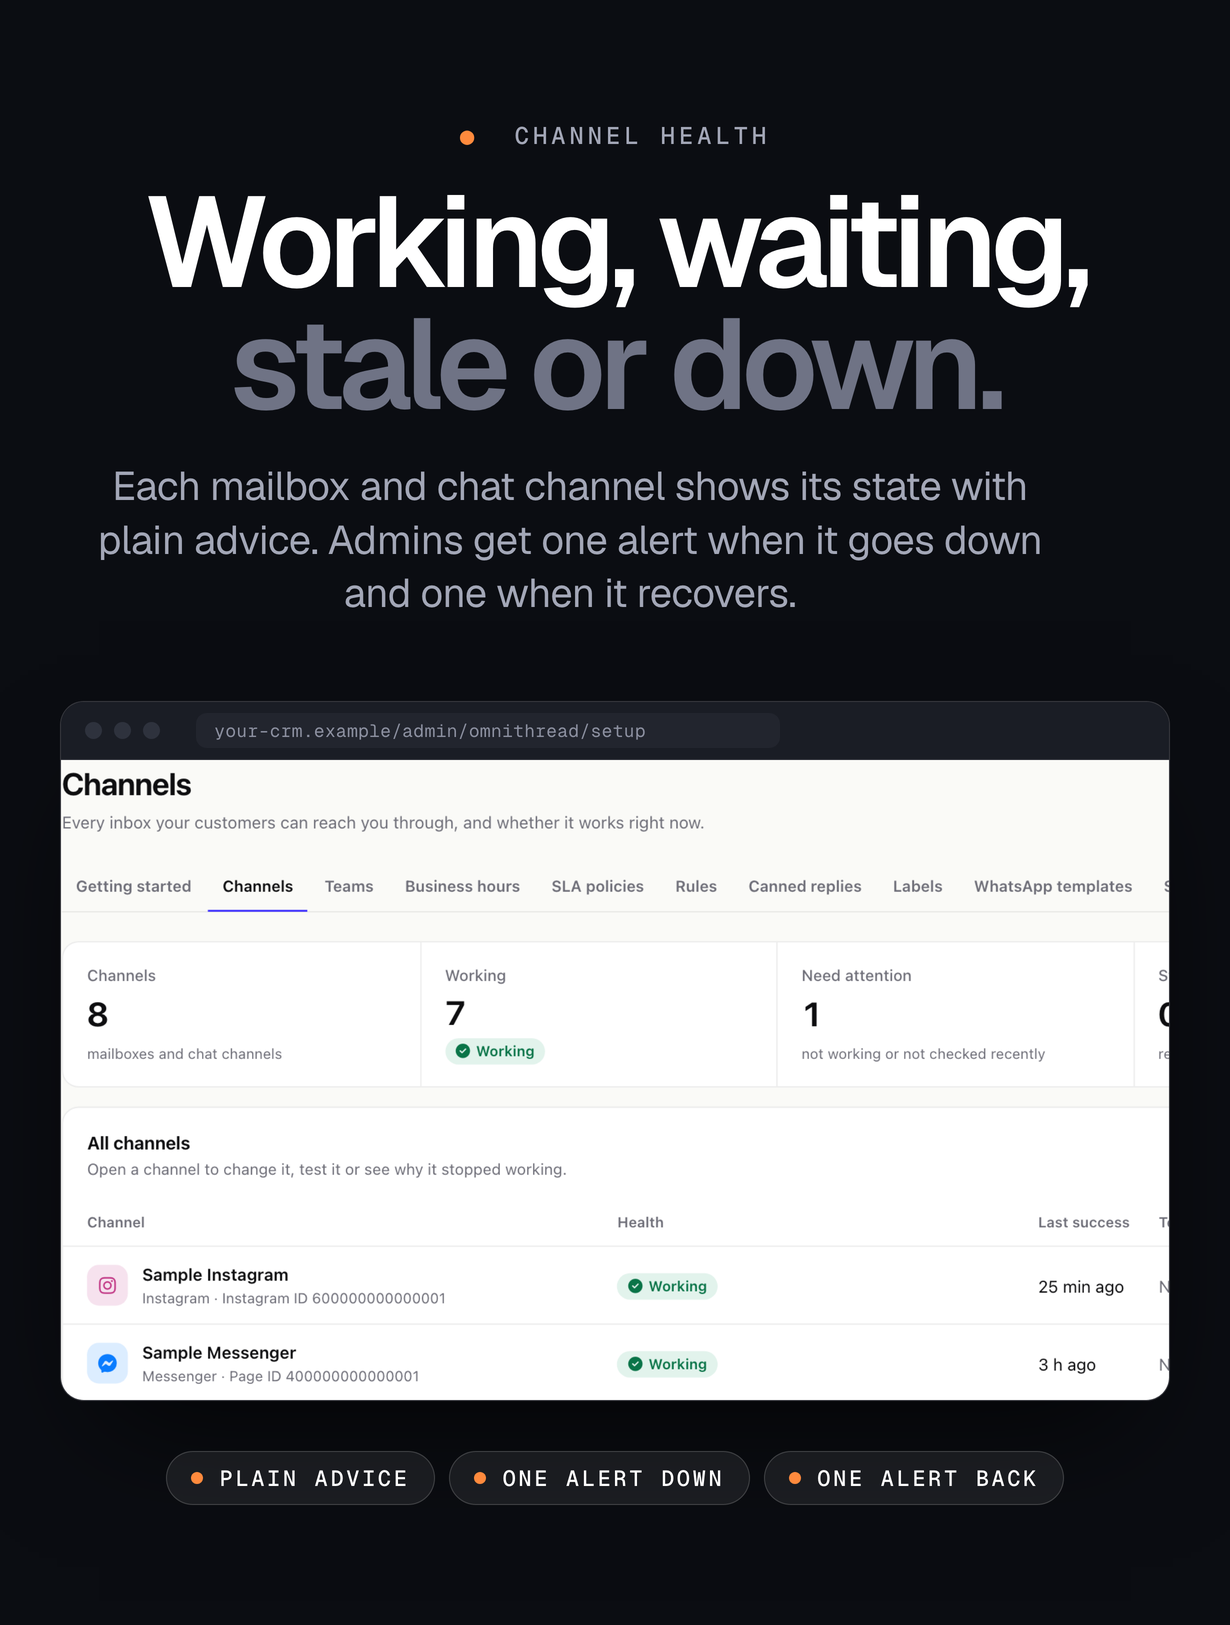 CHANNEL HEALTH
Working, waiting,
stale or down.
Each mailbox and chat channel shows its state with
plain advice. Admins get one alert when it goes down
and one when it recovers.
your-crm.example/admin/omnithread/setup
Channels
Every inbox your customers can reach you through, and whether it works right now.
Getting started Channels Teams Business hours SLA policies Rules Canned replies Labels WhatsApp templates
Channels Working Need attention
8 7 1
mailboxes and chat channels Working not working or not checked recently
All channels
Open a channel to change it, test it or see why it stopped working.
Channel Health Last success
Sample Instagram
Instagram · Instagram ID 600000000000001 Working 25 min ago
Sample Messenger
Messenger · Page ID 400000000000001 Working 3 h ago
PLAIN ADVICE ONE ALERT DOWN ONE ALERT BACK